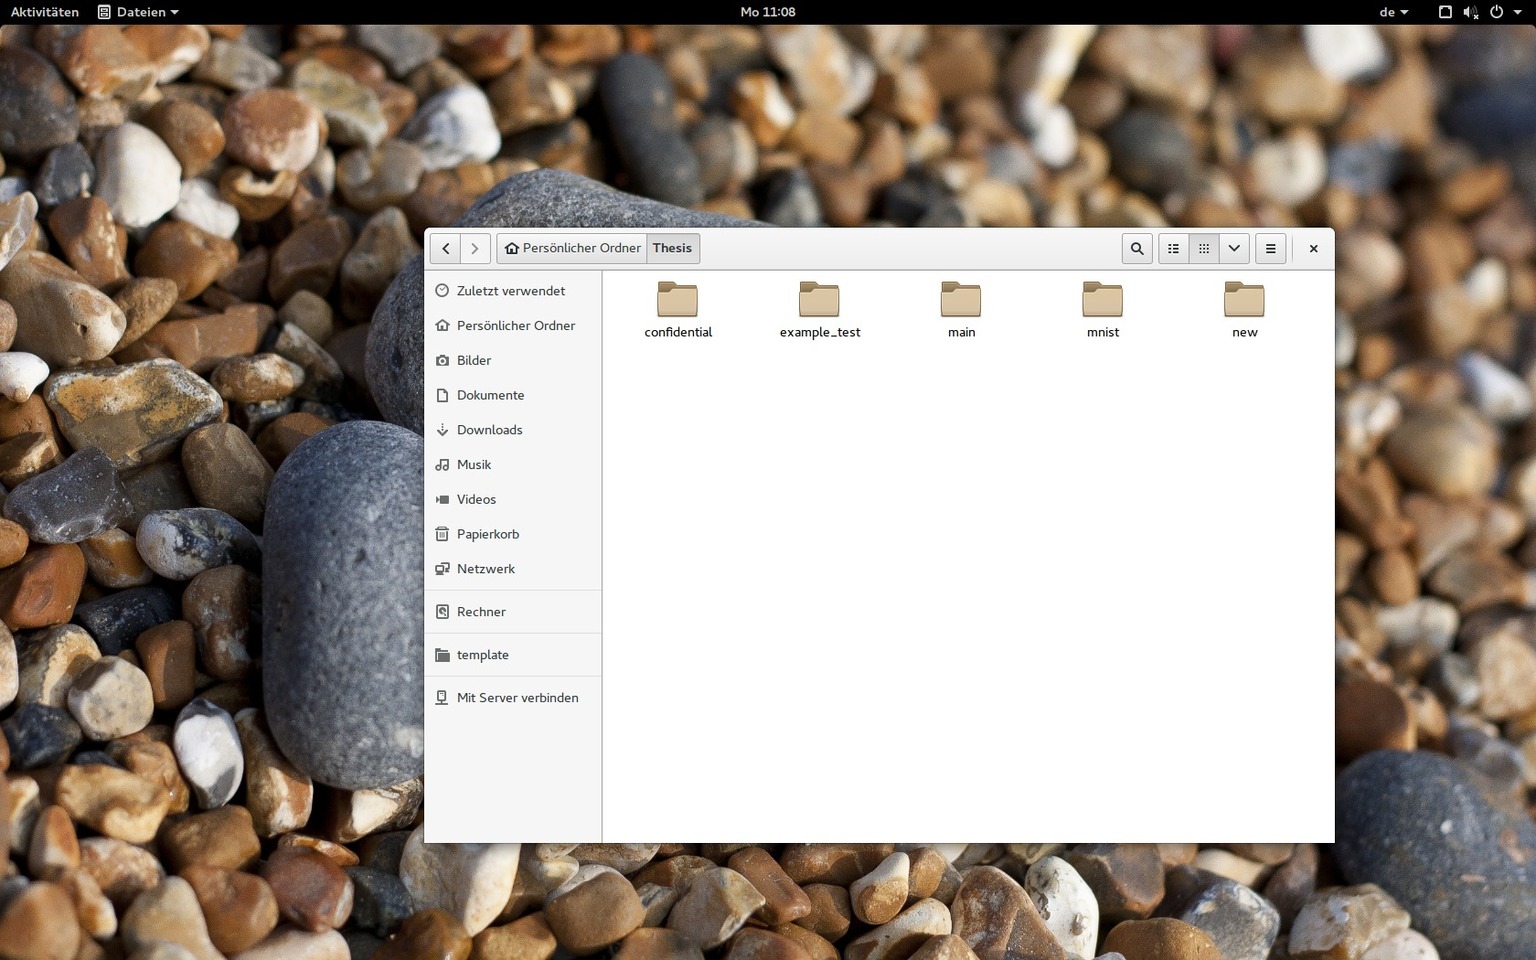 Aktivitäten Dateien Mo 11:08 de
Persönlicher Ordner Thesis
Zuletzt verwendet
Persönlicher Ordner
Bilder
Dokumente
Downloads
Musik
Videos
Papierkorb
Netzwerk
Rechner
template
Mit Server verbinden
confidential example_test main mnist new